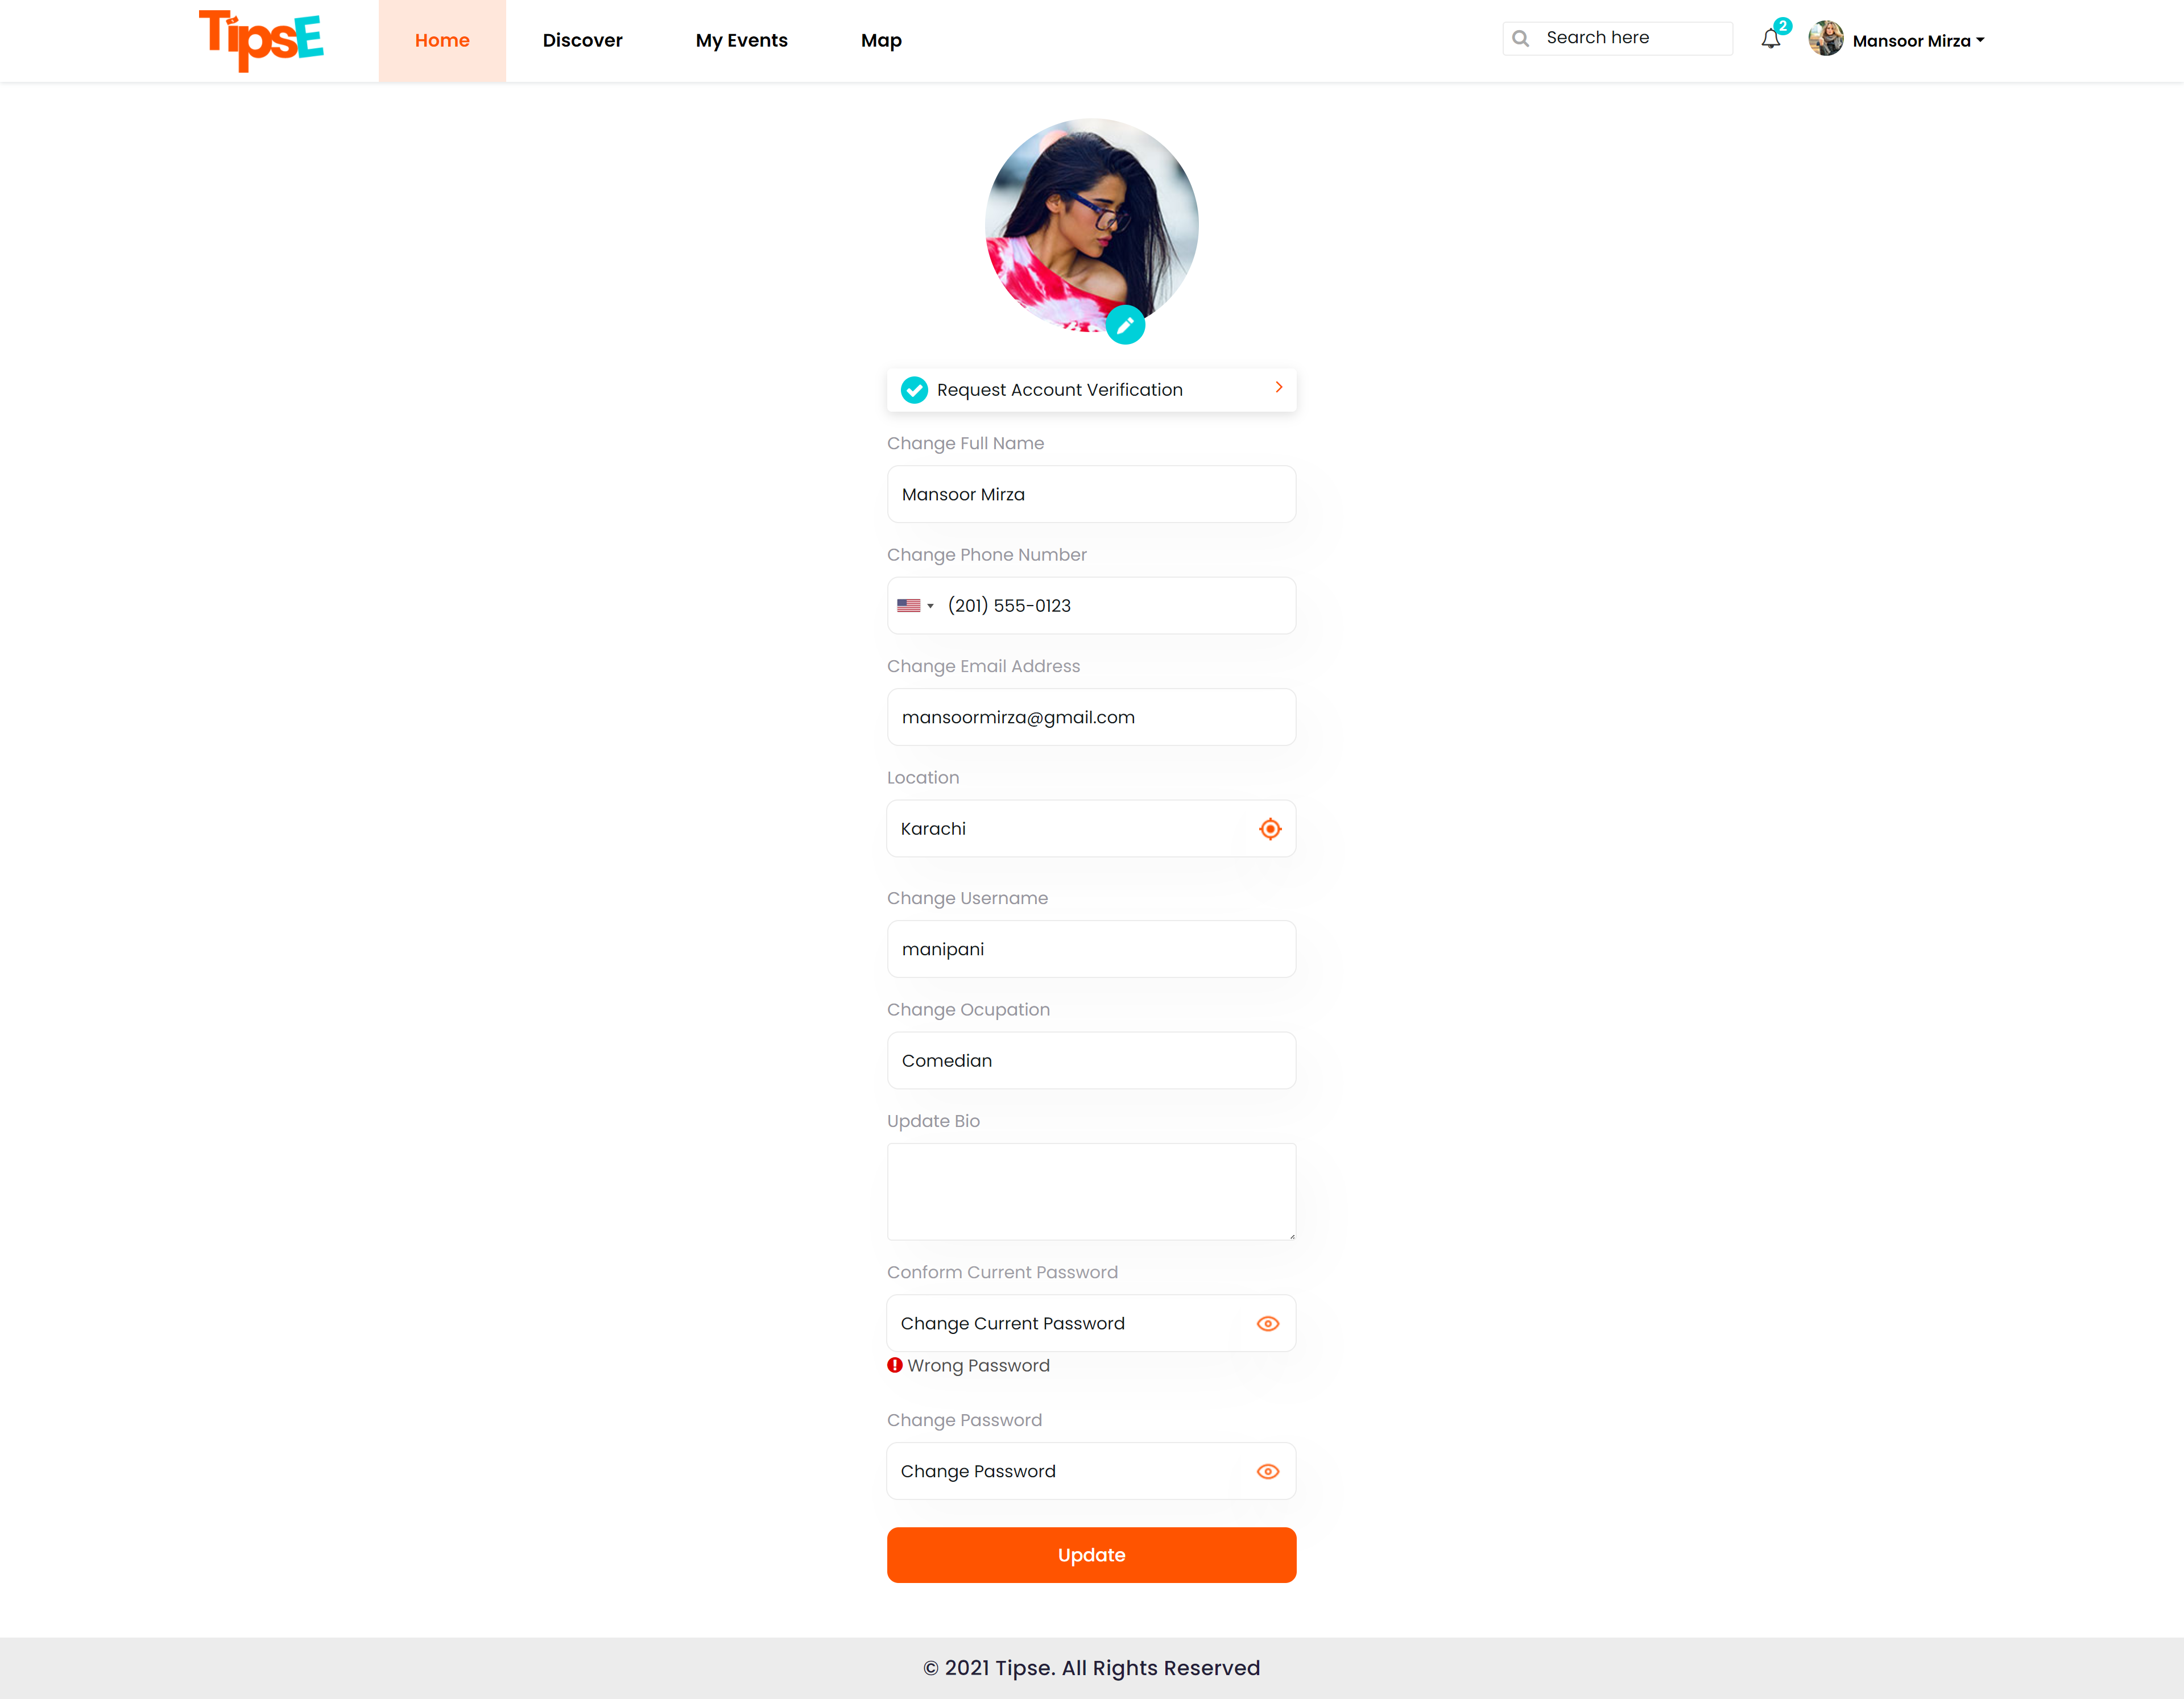 TipsE
Home Discover My Events Map Search here 2 Mansoor Mirza
Request Account Verification
Change Full Name
Mansoor Mirza
Change Phone Number
(201) 555-0123
Change Email Address
mansoormirza@gmail.com
Location
Karachi
Change Username
manipani
Change Ocupation
Comedian
Update Bio
Conform Current Password
Change Current Password
Wrong Password
Change Password
Change Password
Update
© 2021 Tipse. All Rights Reserved